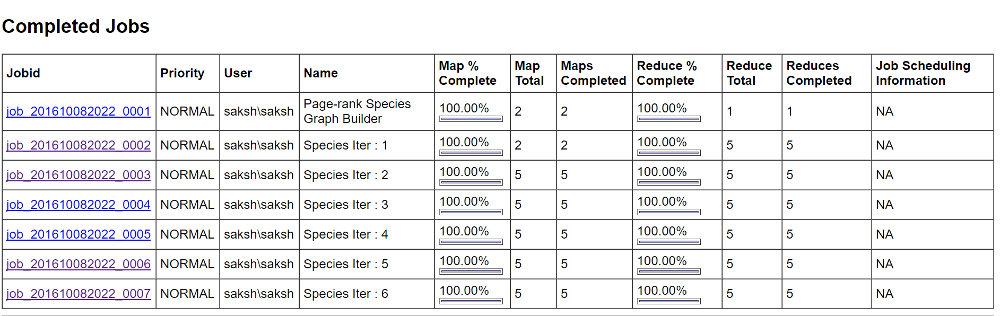 Completed Jobs
Jobid Priority User Name Map % Complete Map Total Maps Completed Reduce % Complete Reduce Total Reduces Completed Job Scheduling Information
job_201610082022_0001 NORMAL saksh\saksh Page-rank Species Graph Builder 100.00% 2 2 100.00% 1 1 NA
job_201610082022_0002 NORMAL saksh\saksh Species Iter : 1 100.00% 2 2 100.00% 5 5 NA
job_201610082022_0003 NORMAL saksh\saksh Species Iter : 2 100.00% 5 5 100.00% 5 5 NA
job_201610082022_0004 NORMAL saksh\saksh Species Iter : 3 100.00% 5 5 100.00% 5 5 NA
job_201610082022_0005 NORMAL saksh\saksh Species Iter : 4 100.00% 5 5 100.00% 5 5 NA
job_201610082022_0006 NORMAL saksh\saksh Species Iter : 5 100.00% 5 5 100.00% 5 5 NA
job_201610082022_0007 NORMAL saksh\saksh Species Iter : 6 100.00% 5 5 100.00% 5 5 NA